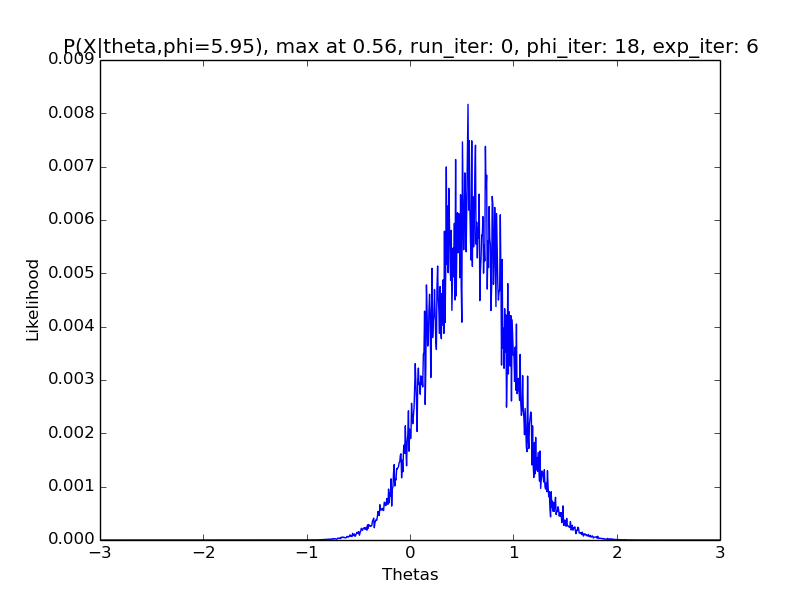 P(X|theta,phi=5.95), max at 0.56, run_iter: 0, phi_iter: 18, exp_iter: 6
0.009
0.008
0.007
0.006
0.005
0.004
0.003
0.002
0.001
0.000
Likelihood
−3 −2 −1 0 1 2 3
Thetas